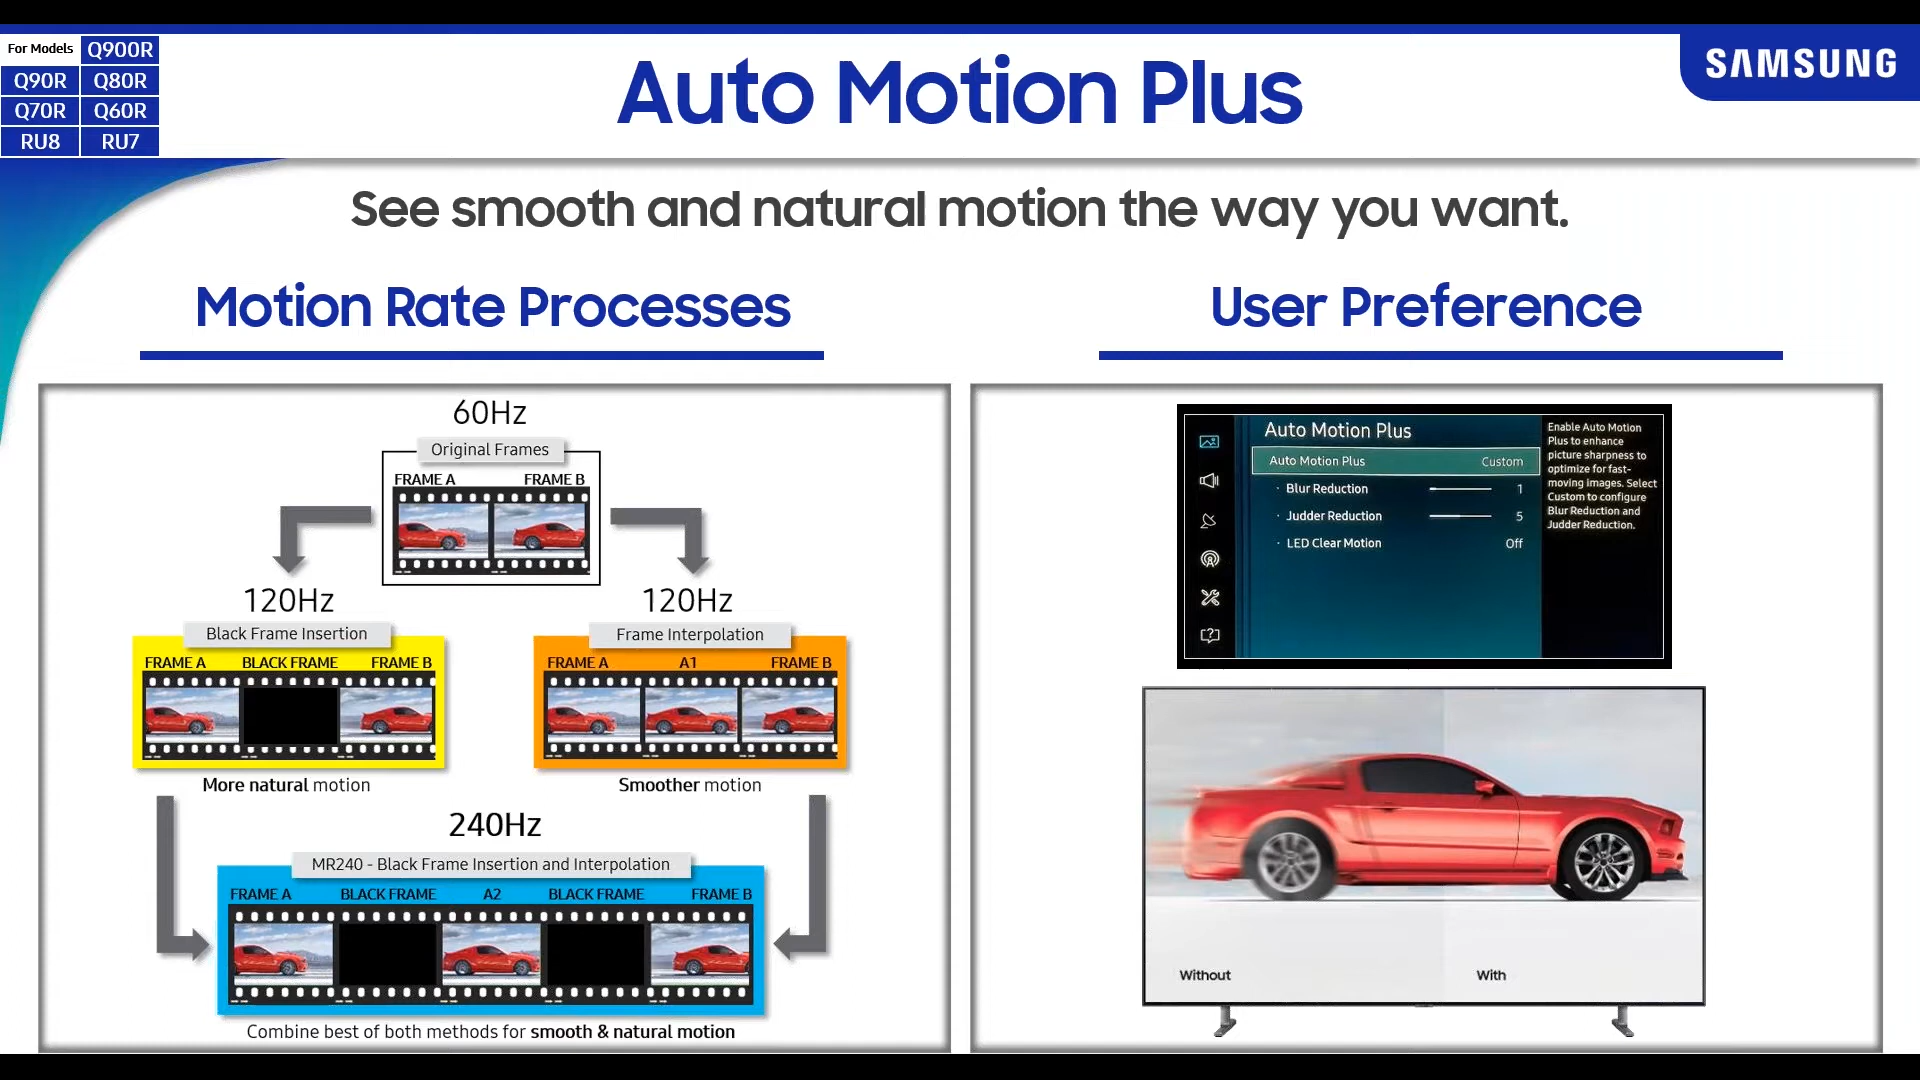 For Models
Q900R
Q90R
Q80R
Q70R
Q60R
RU8
RU7
Auto Motion Plus
SAMSUNG
See smooth and natural motion the way you want.
Motion Rate Processes
60Hz
Original Frames
FRAME A
FRAME B
120Hz
Black Frame Insertion
FRAME A
BLACK FRAME
FRAME B
More natural motion
120Hz
Frame Interpolation
FRAME A
A1
FRAME B
Smoother motion
240Hz
MR240 - Black Frame Insertion and Interpolation
FRAME A
BLACK FRAME
A2
BLACK FRAME
FRAME B
Combine best of both methods for smooth & natural motion
User Preference
Auto Motion Plus
Auto Motion Plus Custom
· Blur Reduction 1
· Judder Reduction 5
· LED Clear Motion Off
Enable Auto Motion
Plus to enhance
picture sharpness to
optimize for fast-
moving images. Select
Custom to configure
Blur Reduction and
Judder Reduction.
Without
With